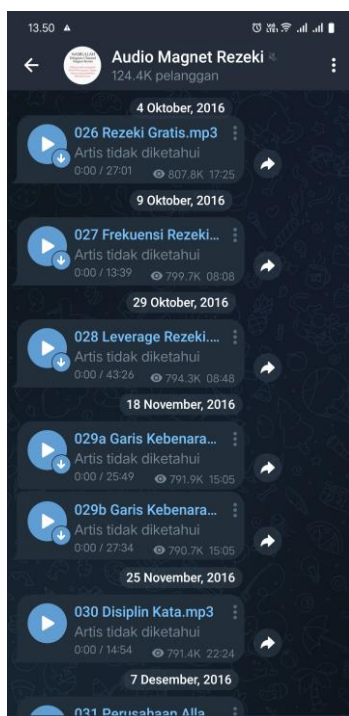 13.50
Audio Magnet Rezeki
124.4K pelanggan
4 Oktober, 2016
026 Rezeki Gratis.mp3
Artis tidak diketahui
0:00 / 27:01 807.8K 17:25
9 Oktober, 2016
027 Frekuensi Rezeki...
Artis tidak diketahui
0:00 / 13:39 799.7K 08:08
29 Oktober, 2016
028 Leverage Rezeki....
Artis tidak diketahui
0:00 / 43:26 794.3K 08:48
18 November, 2016
029a Garis Kebenara...
Artis tidak diketahui
0:00 / 25:49 791.9K 15:05
029b Garis Kebenara...
Artis tidak diketahui
0:00 / 27:34 790.7K 15:05
25 November, 2016
030 Disiplin Kata.mp3
Artis tidak diketahui
0:00 / 14:54 791.4K 22:24
7 Desember, 2016
031 Perusahaan Alla